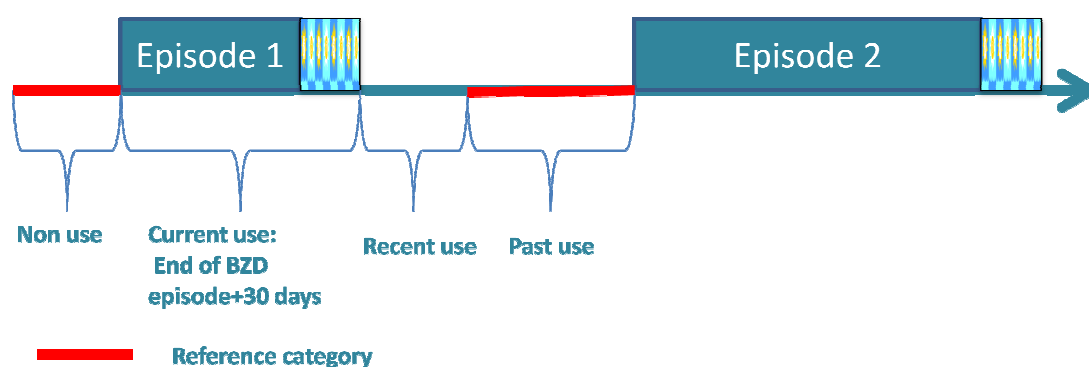 Episode 1
Episode 2
Non use
Current use:
End of BZD
episode+30 days
Recent use
Past use
Reference category